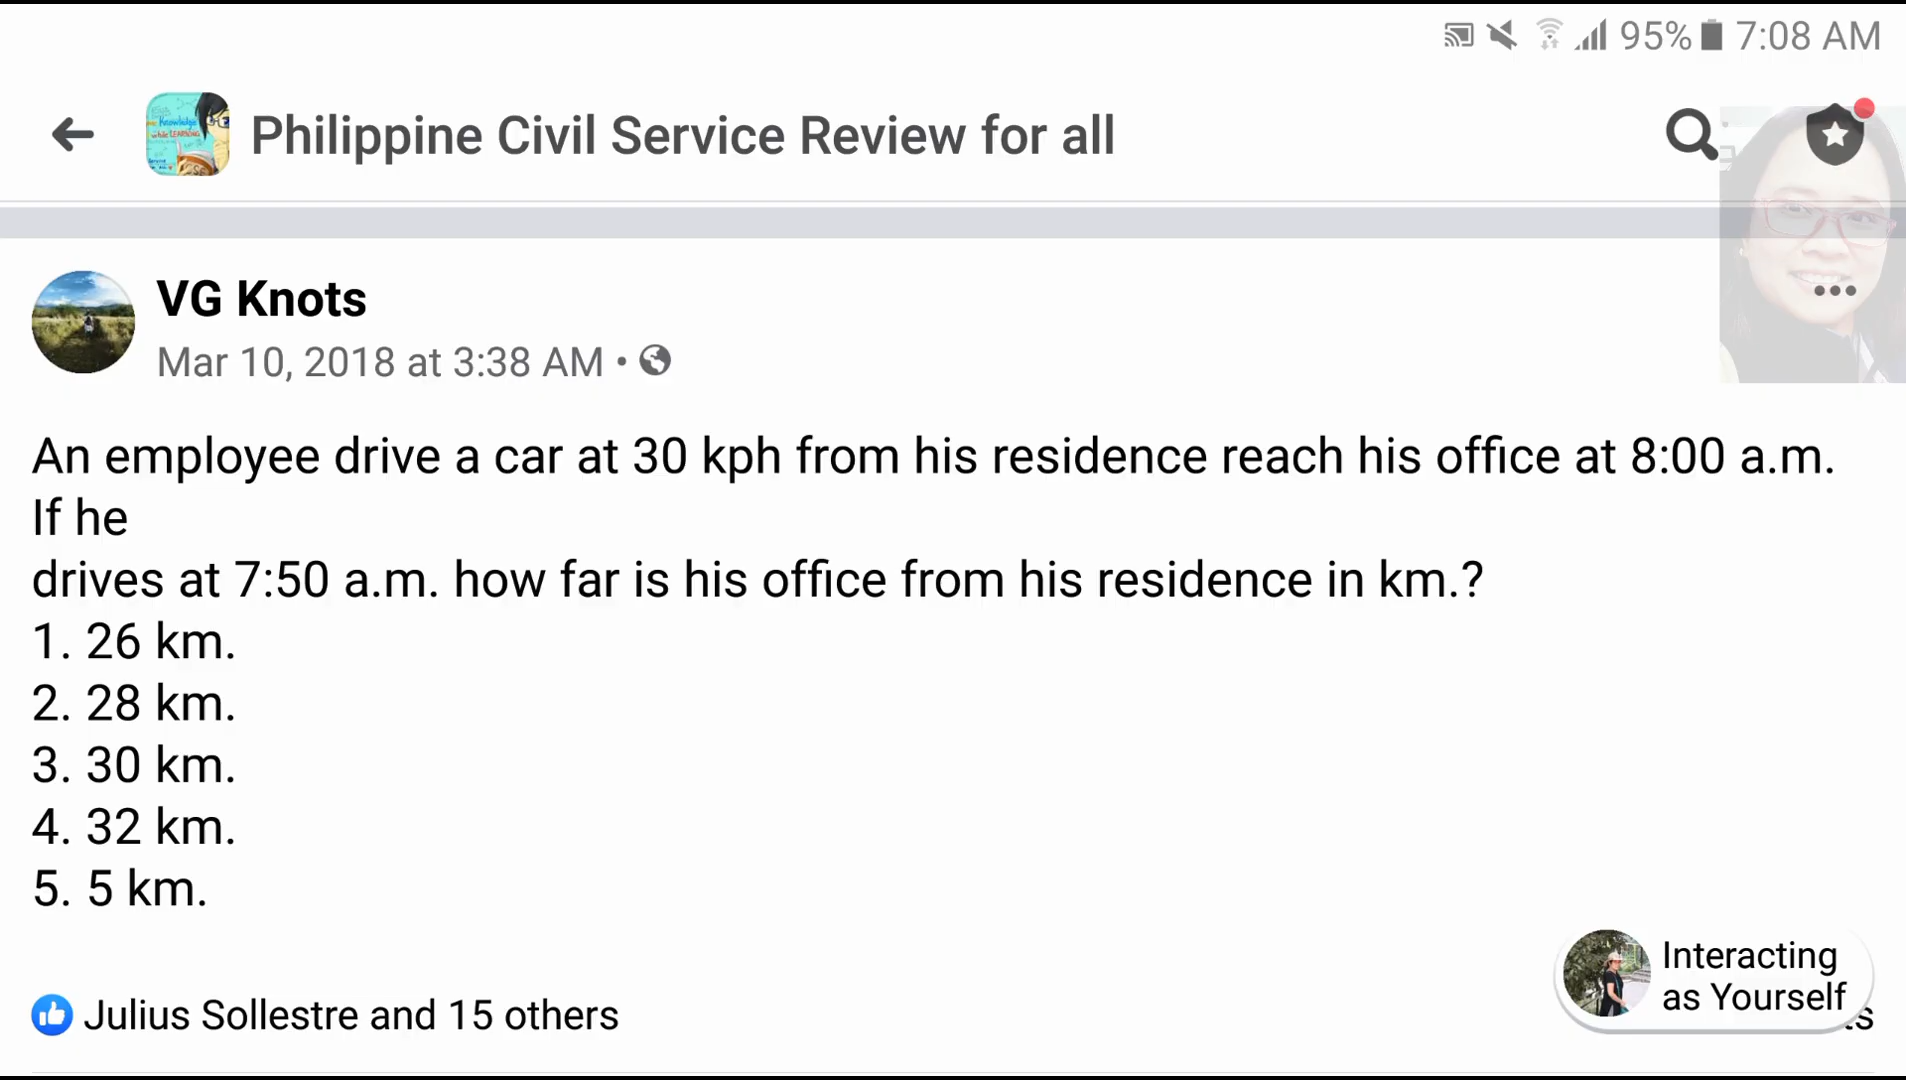 95% 7:08 AM
Philippine Civil Service Review for all
VG Knots
Mar 10, 2018 at 3:38 AM •
An employee drive a car at 30 kph from his residence reach his office at 8:00 a.m.
If he
drives at 7:50 a.m. how far is his office from his residence in km.?
1. 26 km.
2. 28 km.
3. 30 km.
4. 32 km.
5. 5 km.
Interacting
as Yourself
Julius Sollestre and 15 others